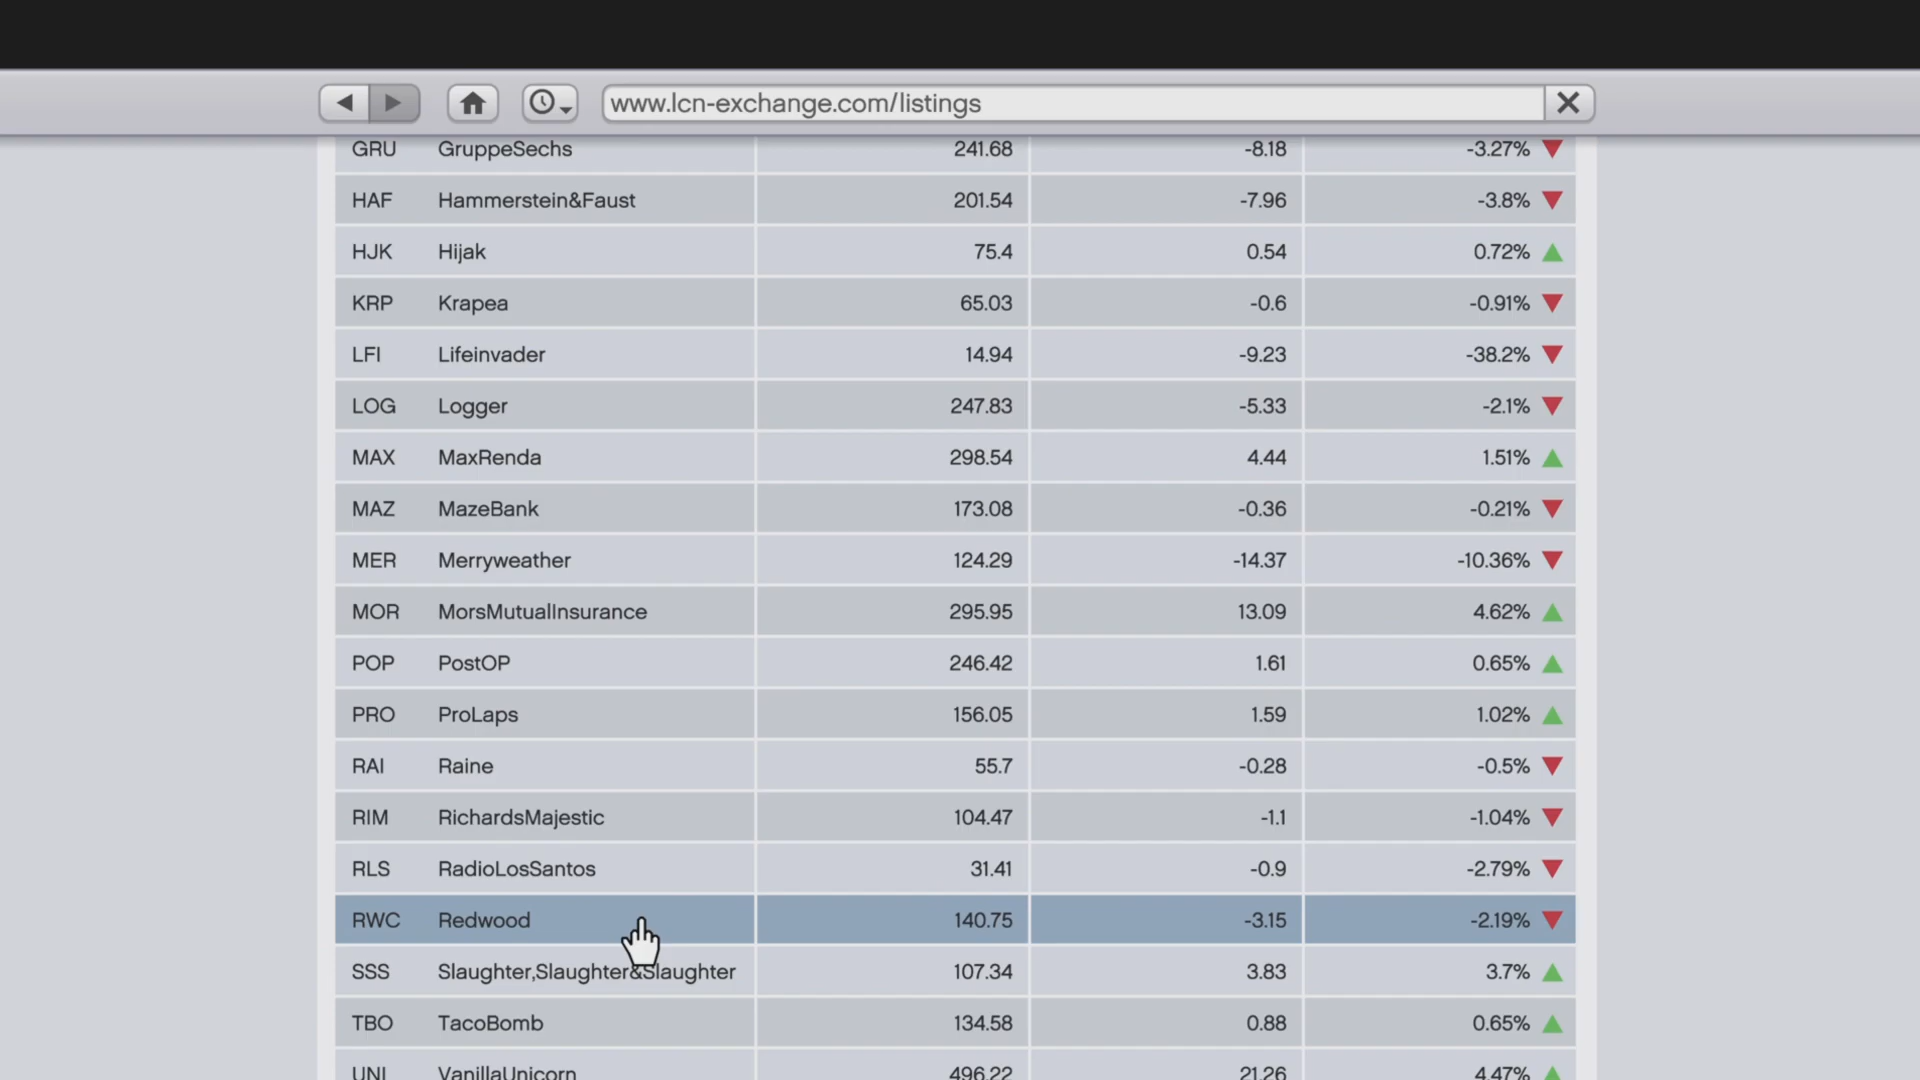 www.lcn-exchange.com/listings
GRU GruppeSechs 241.68 -8.18 -3.27%
HAF Hammerstein&Faust 201.54 -7.96 -3.8%
HJK Hijak 75.4 0.54 0.72%
KRP Krapea 65.03 -0.6 -0.91%
LFI Lifeinvader 14.94 -9.23 -38.2%
LOG Logger 247.83 -5.33 -2.1%
MAX MaxRenda 298.54 4.44 1.51%
MAZ MazeBank 173.08 -0.36 -0.21%
MER Merryweather 124.29 -14.37 -10.36%
MOR MorsMutualInsurance 295.95 13.09 4.62%
POP PostOP 246.42 1.61 0.65%
PRO ProLaps 156.05 1.59 1.02%
RAI Raine 55.7 -0.28 -0.5%
RIM RichardsMajestic 104.47 -1.1 -1.04%
RLS RadioLosSantos 31.41 -0.9 -2.79%
RWC Redwood 140.75 -3.15 -2.19%
SSS Slaughter,Slaughter&Slaughter 107.34 3.83 3.7%
TBO TacoBomb 134.58 0.88 0.65%
UNI VanillaUnicorn 496.22 21.26 4.47%